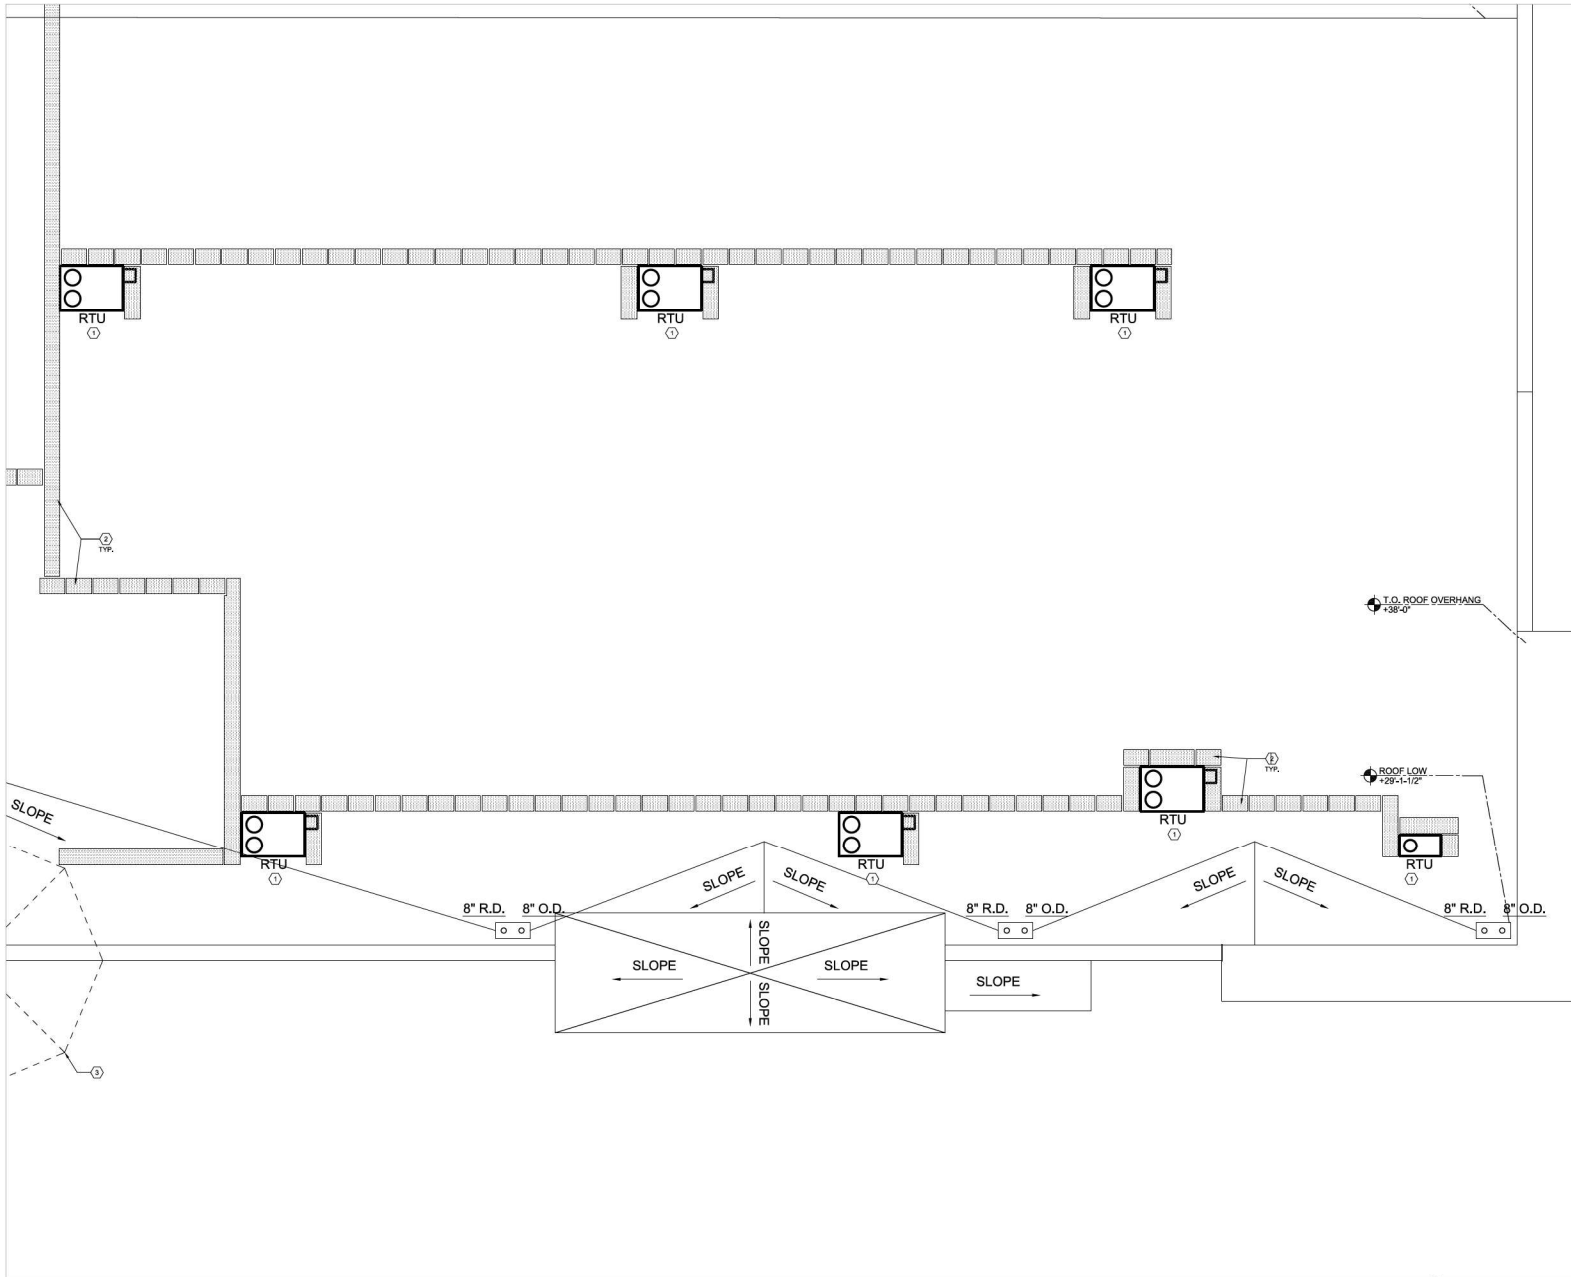 RTU
1
RTU
1
RTU
1
2
TYP.
T.O. ROOF OVERHANG
+38'-0"
2
TYP.
ROOF LOW
+29'-1-1/2"
SLOPE
RTU
1
RTU
1
RTU
1
RTU
1
SLOPE
SLOPE
SLOPE
SLOPE
8" R.D. 8" O.D.
8" R.D. 8" O.D.
8" R.D. 8" O.D.
SLOPE
SLOPE
SLOPE
SLOPE
SLOPE
3